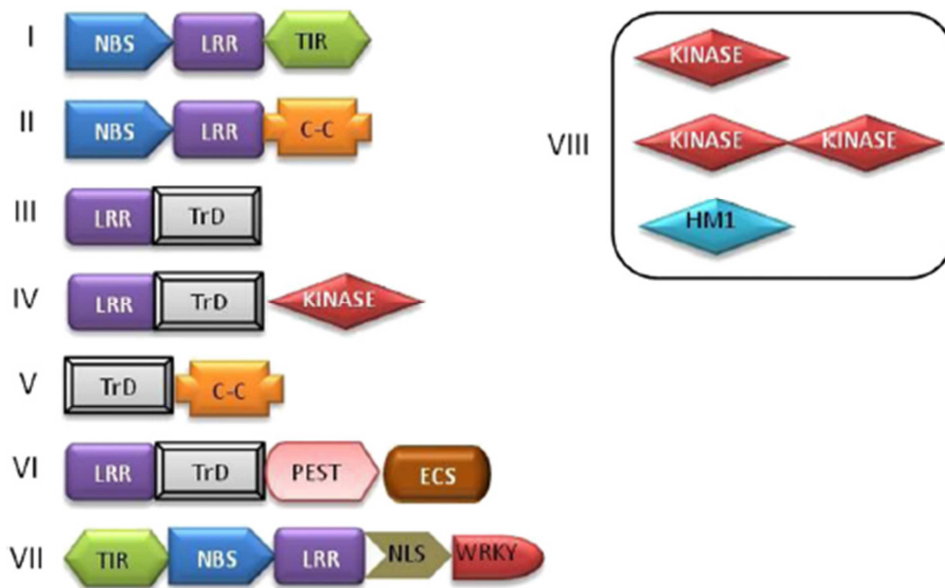 I NBS LRR TIR
II NBS LRR C-C
III LRR TrD
IV LRR TrD KINASE
V TrD C-C
VI LRR TrD PEST ECS
VII TIR NBS LRR NLS WRKY
VIII
KINASE
KINASE KINASE
HM1